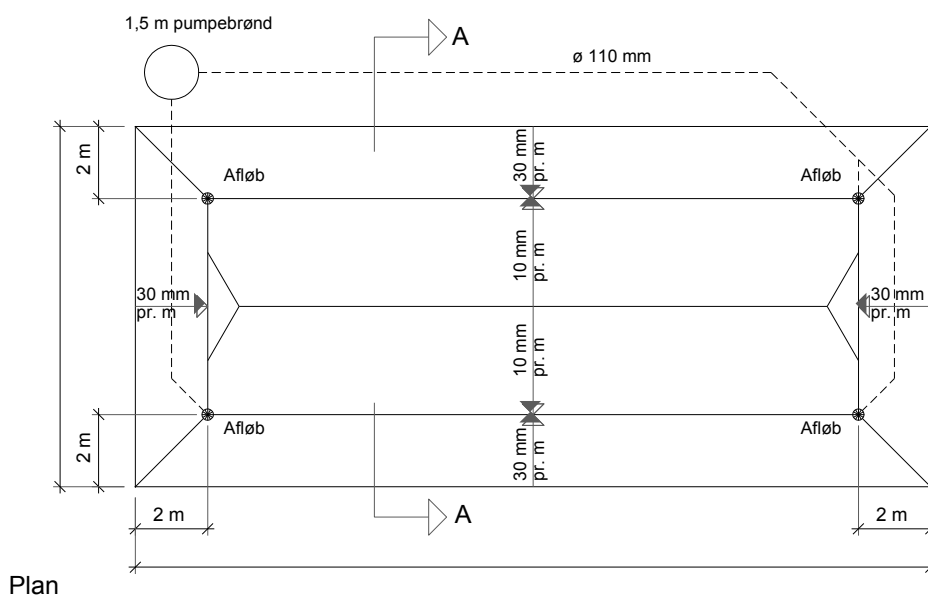 1,5 m pumpebrønd
A
ø 110 mm
2 m
30 mm
pr. m
Afløb
Afløb
10 mm
pr. m
30 mm
pr. m
30 mm
pr. m
10 mm
pr. m
2 m
Afløb
Afløb
30 mm
pr. m
2 m
A
2 m
Plan